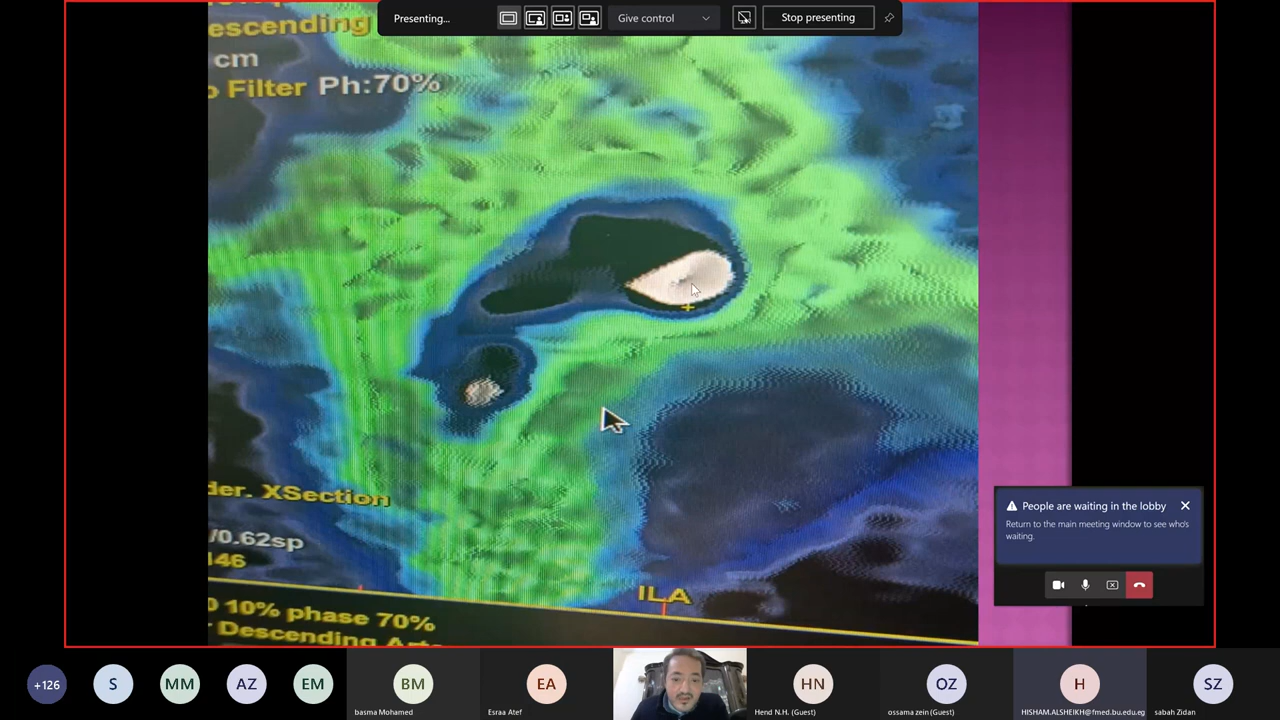 Presenting...
Give control
Stop presenting
escending
cm
Filter Ph:70%
der. XSection
/0.62sp
146
ILA
0 10% phase 70%
Descending
People are waiting in the lobby
Return to the main meeting window to see who's
waiting.
+126
S
MM
AZ
EM
BM
basma Mohamed
EA
Esraa Atef
HN
Hend N.H. (Guest)
OZ
ossama zein (Guest)
H
HISHAM.ALSHEIKH@fmed.bu.edu.eg
SZ
sabah Zidan